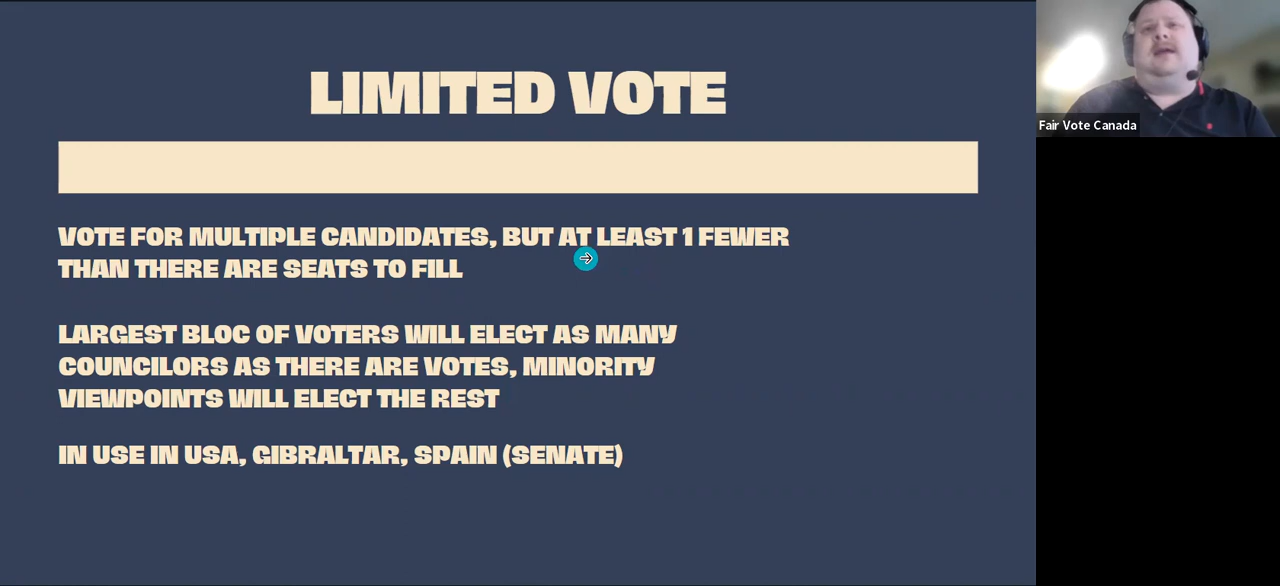 LIMITED VOTE
VOTE FOR MULTIPLE CANDIDATES, BUT AT LEAST 1 FEWER
THAN THERE ARE SEATS TO FILL
LARGEST BLOC OF VOTERS WILL ELECT AS MANY
COUNCILORS AS THERE ARE VOTES, MINORITY
VIEWPOINTS WILL ELECT THE REST
IN USE IN USA, GIBRALTAR, SPAIN (SENATE)
Fair Vote Canada